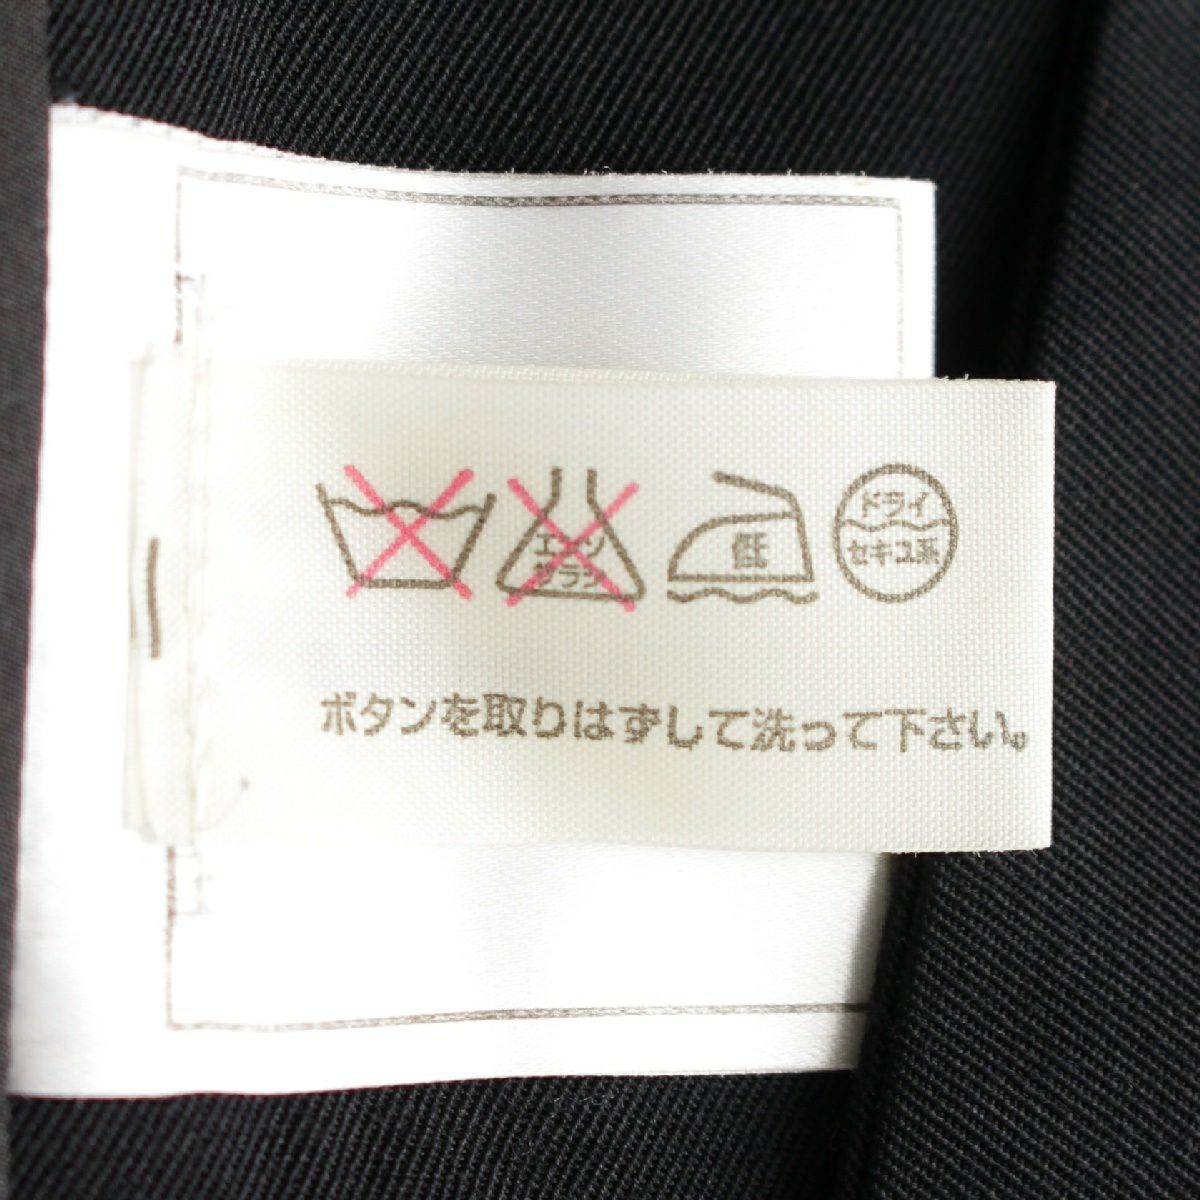 エンソ
サラシ
低
ドライ
セキユ系
ボタンを取りはずして洗って下さい。